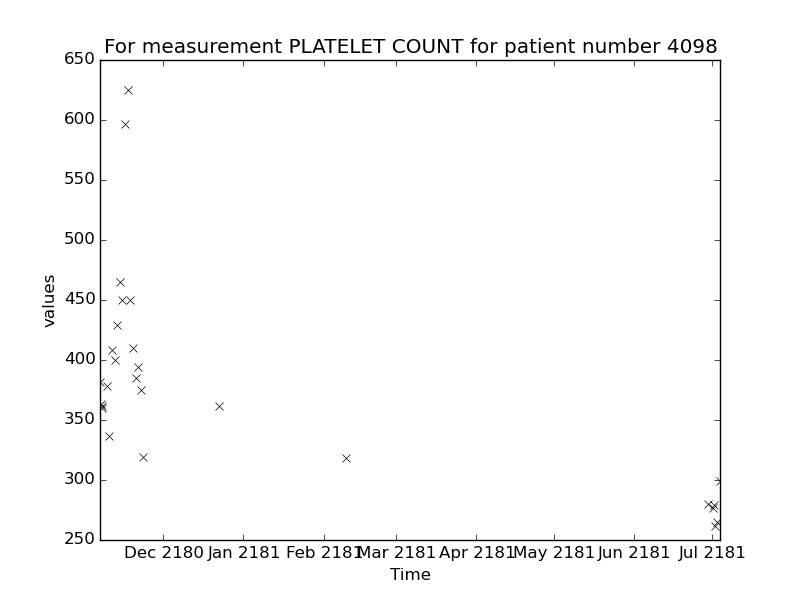 For measurement PLATELET COUNT for patient number 4098
650
600
550
500
450
400
350
300
250
values
Dec 2180 Jan 2181 Feb 2181 Mar 2181 Apr 2181 May 2181 Jun 2181 Jul 2181
Time